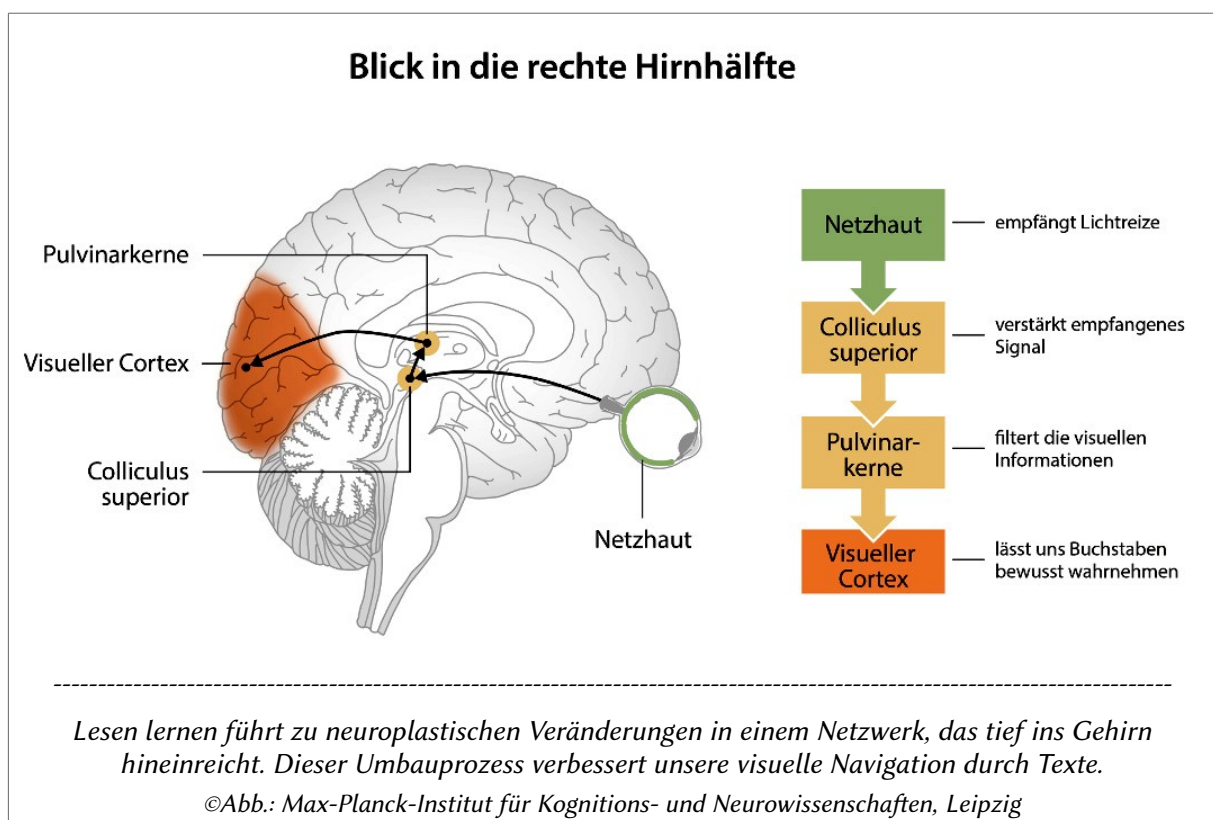 Blick in die rechte Hirnhälfte
Pulvinarkerne
Visueller Cortex
Colliculus
superior
Netzhaut
Netzhaut
empfängt Lichtreize
Colliculus
superior
verstärkt empfangenes
Signal
Pulvinar-
kerne
filtert die visuellen
Informationen
Visueller
Cortex
lässt uns Buchstaben
bewusst wahrnehmen
Lesen lernen führt zu neuroplastischen Veränderungen in einem Netzwerk, das tief ins Gehirn
hineinreicht. Dieser Umbauprozess verbessert unsere visuelle Navigation durch Texte.
©Abb.: Max-Planck-Institut für Kognitions- und Neurowissenschaften, Leipzig